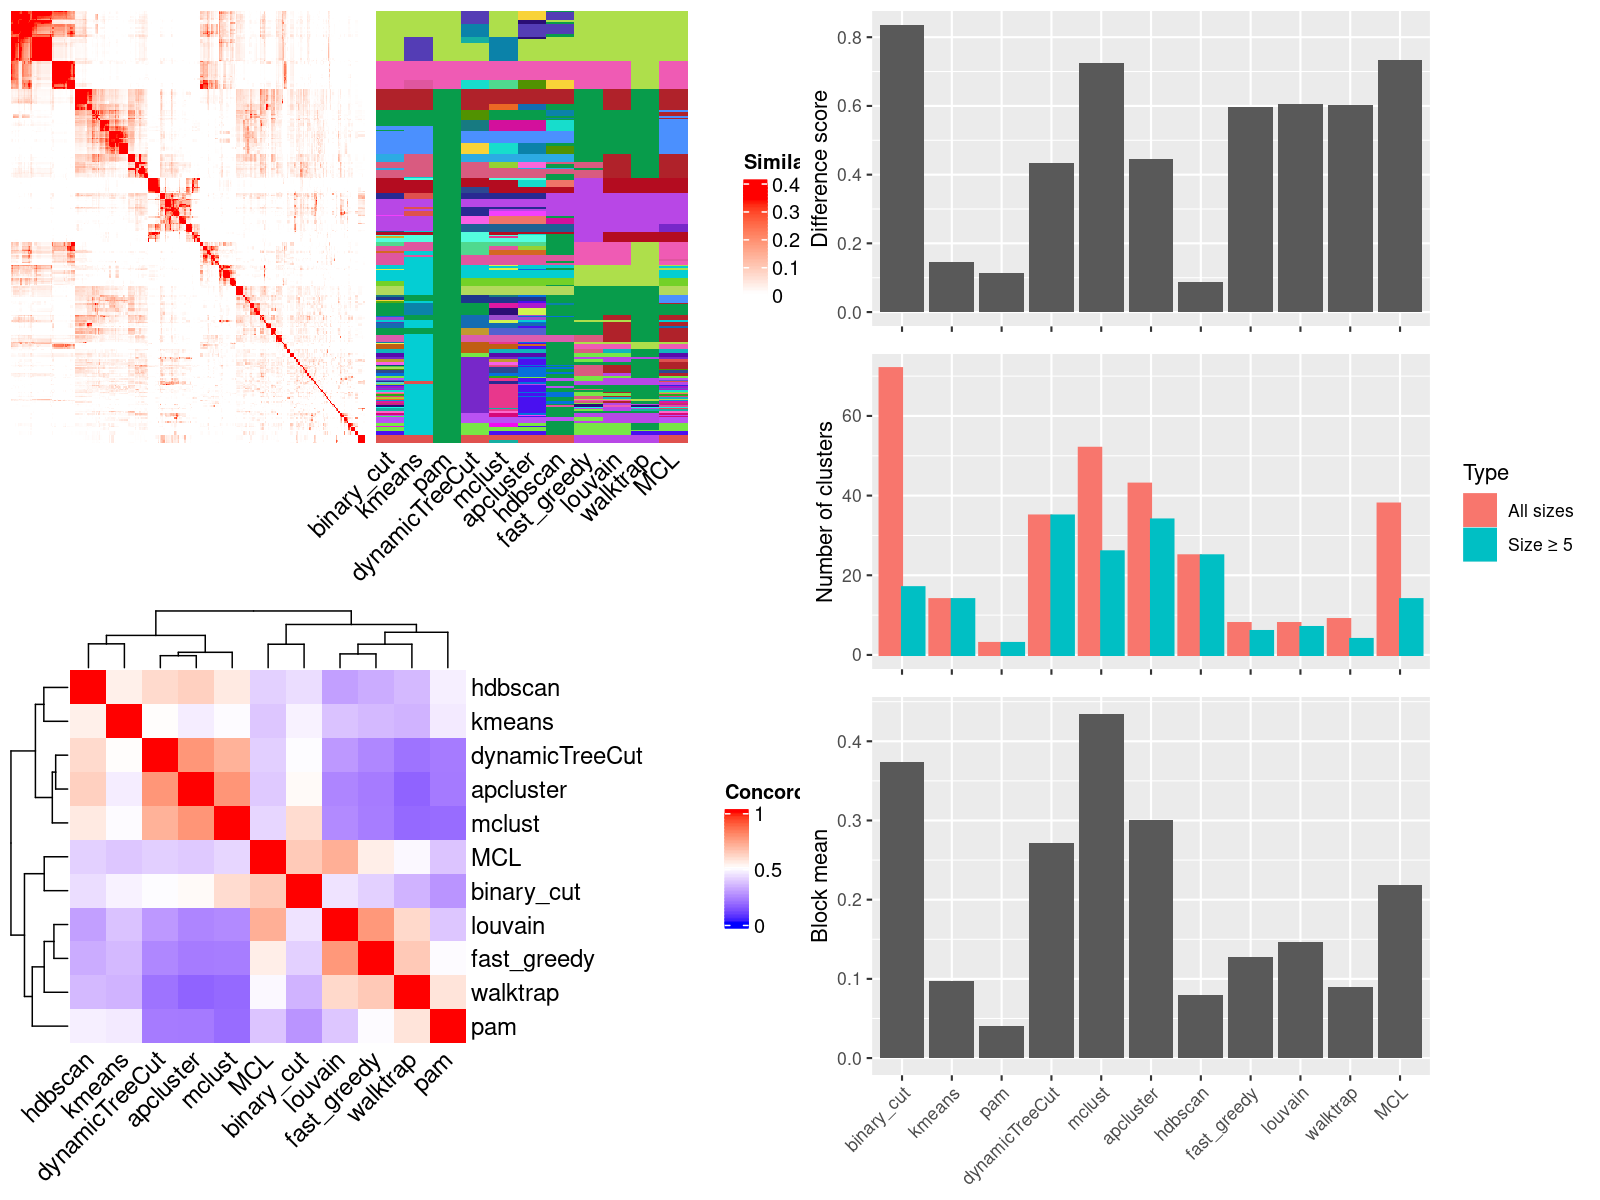 Simila
0.4
0.3
0.2
0.1
0
binary_cut
kmeans
pam
dynamicTreeCut
mclust
apcluster
hdbscan
fast_greedy
louvain
walktrap
MCL
hdbscan
kmeans
dynamicTreeCut
apcluster
mclust
MCL
binary_cut
louvain
fast_greedy
walktrap
pam
hdbscan
kmeans
dynamicTreeCut
apcluster
mclust
MCL
binary_cut
louvain
fast_greedy
walktrap
pam
Concord
1
0.5
0
Difference score
0.8
0.6
0.4
0.2
0.0
Number of clusters
60
40
20
0
Type
All sizes
Size ≥ 5
Block mean
0.4
0.3
0.2
0.1
0.0
binary_cut
kmeans
pam
dynamicTreeCut
mclust
apcluster
hdbscan
fast_greedy
louvain
walktrap
MCL